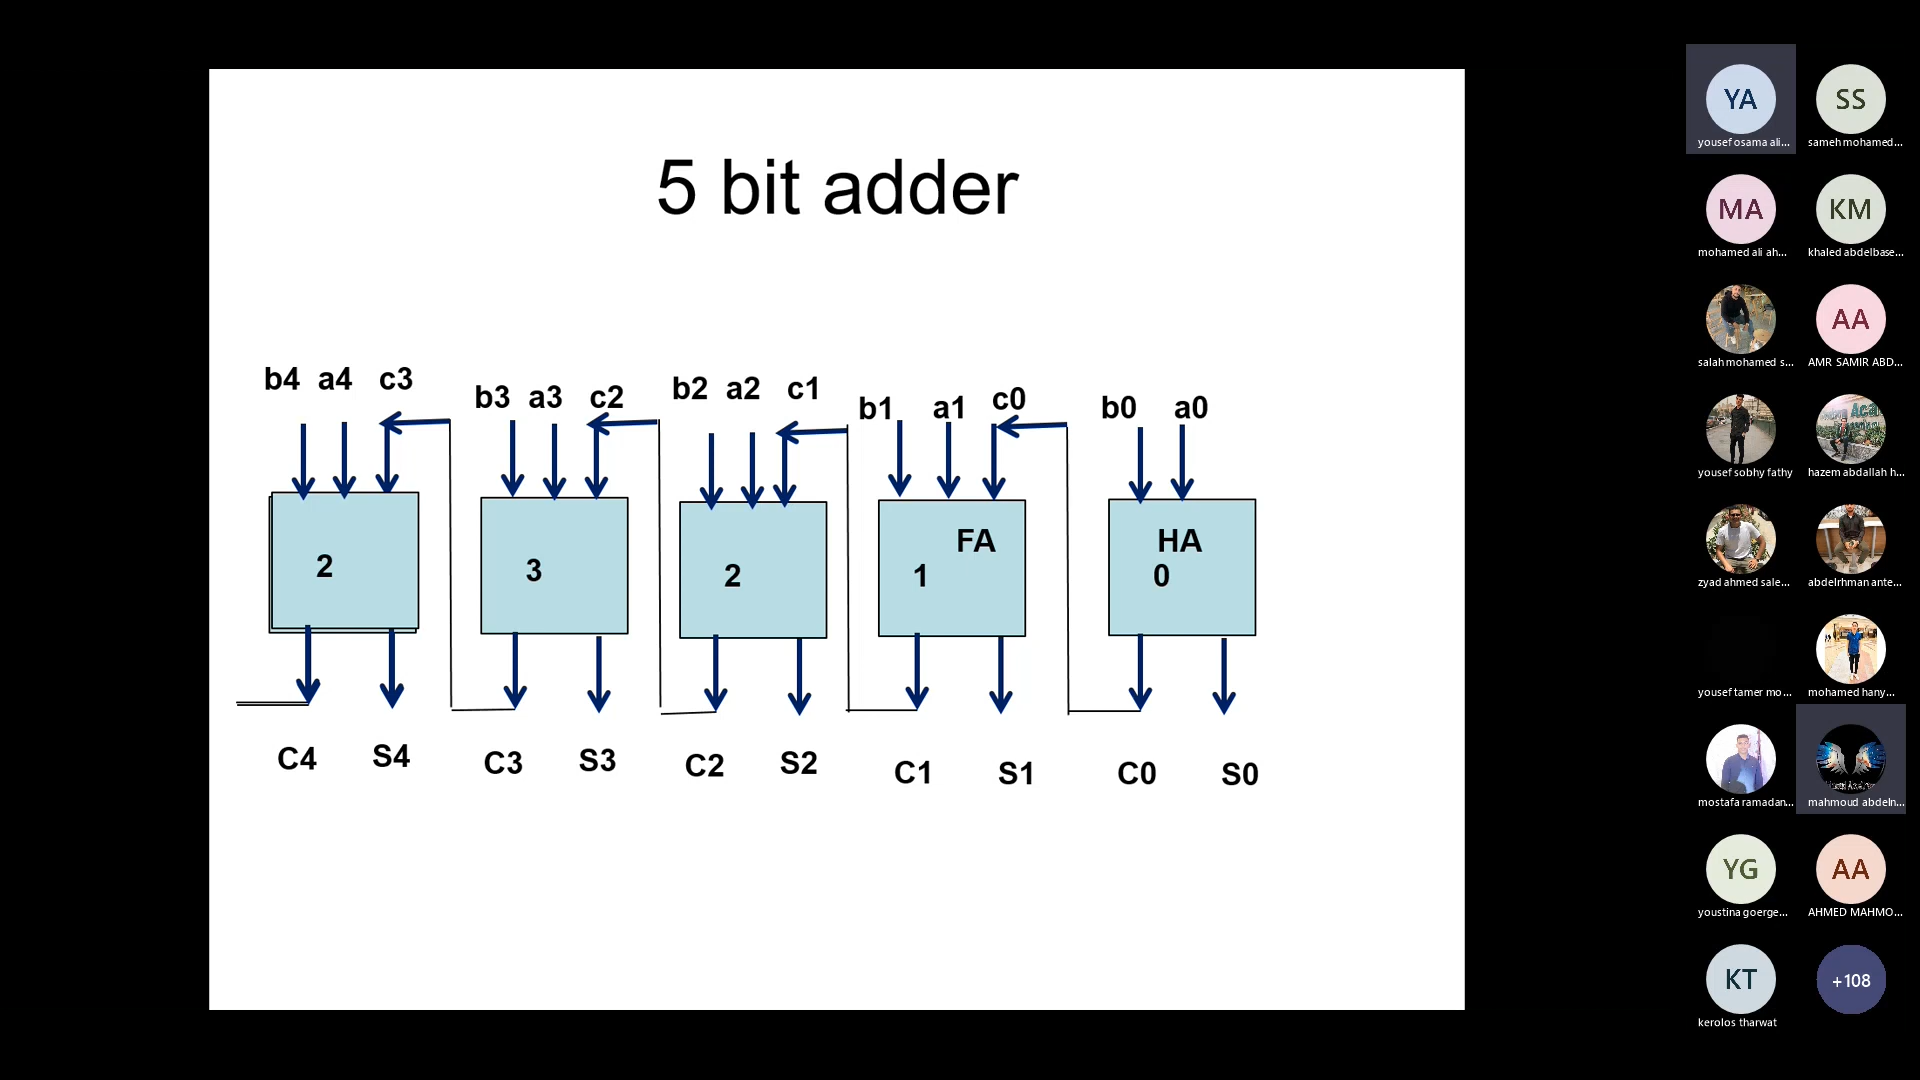 5 bit adder
b4 a4 c3
b3 a3 c2
b2 a2 c1
b1 a1 c0
b0 a0
2
3
2
FA
1
HA
0
C4 S4
C3 S3
C2 S2
C1 S1
C0 S0
YA
yousef osama ali...
SS
sameh mohamed...
MA
mohamed ali ah...
KM
khaled abdelbase...
salah mohamed s...
AA
AMR SAMIR ABD...
yousef sobhy fathy
hazem abdallah h...
zyad ahmed sale...
abdelrhman ante...
yousef tamer mo...
mohamed hany...
mostafa ramadan...
mahmoud abdeln...
YG
youstina goerge...
AA
AHMED MAHMO...
KT
kerolos tharwat
+108